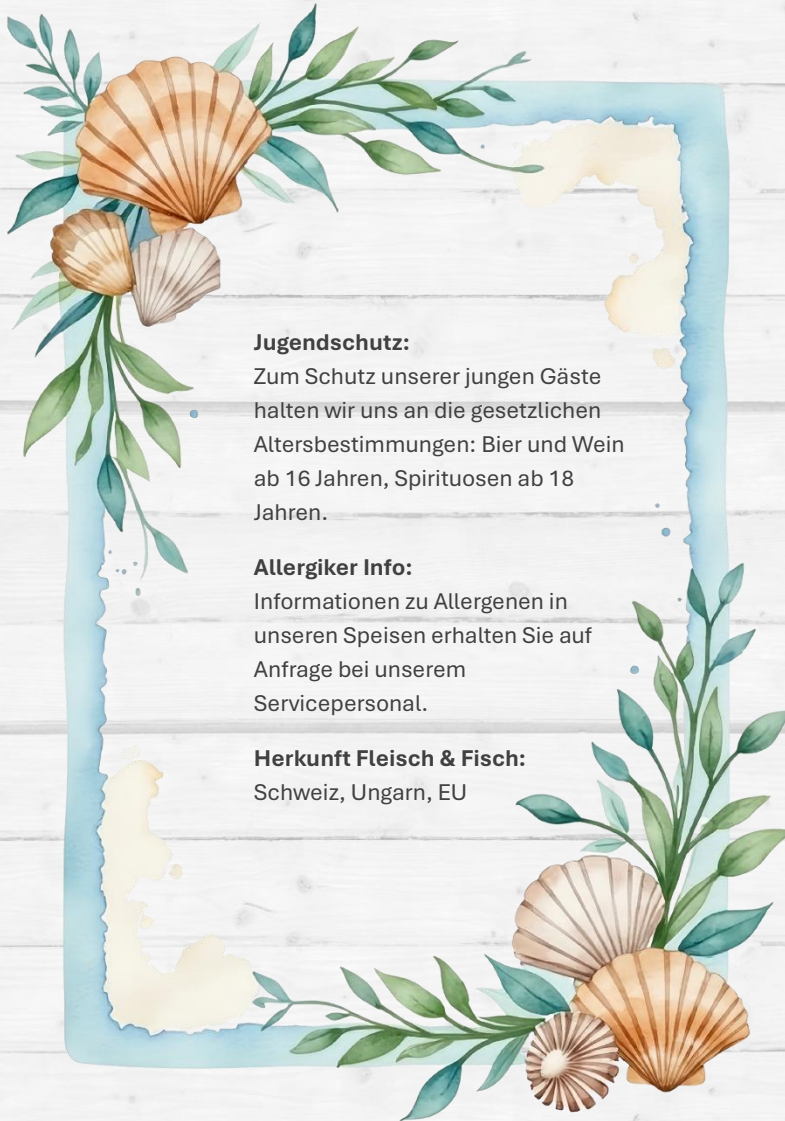 Jugendschutz:
Zum Schutz unserer jungen Gäste
halten wir uns an die gesetzlichen
Altersbestimmungen: Bier und Wein
ab 16 Jahren, Spirituosen ab 18
Jahren.
Allergiker Info:
Informationen zu Allergenen in
unseren Speisen erhalten Sie auf
Anfrage bei unserem
Servicepersonal.
Herkunft Fleisch & Fisch:
Schweiz, Ungarn, EU